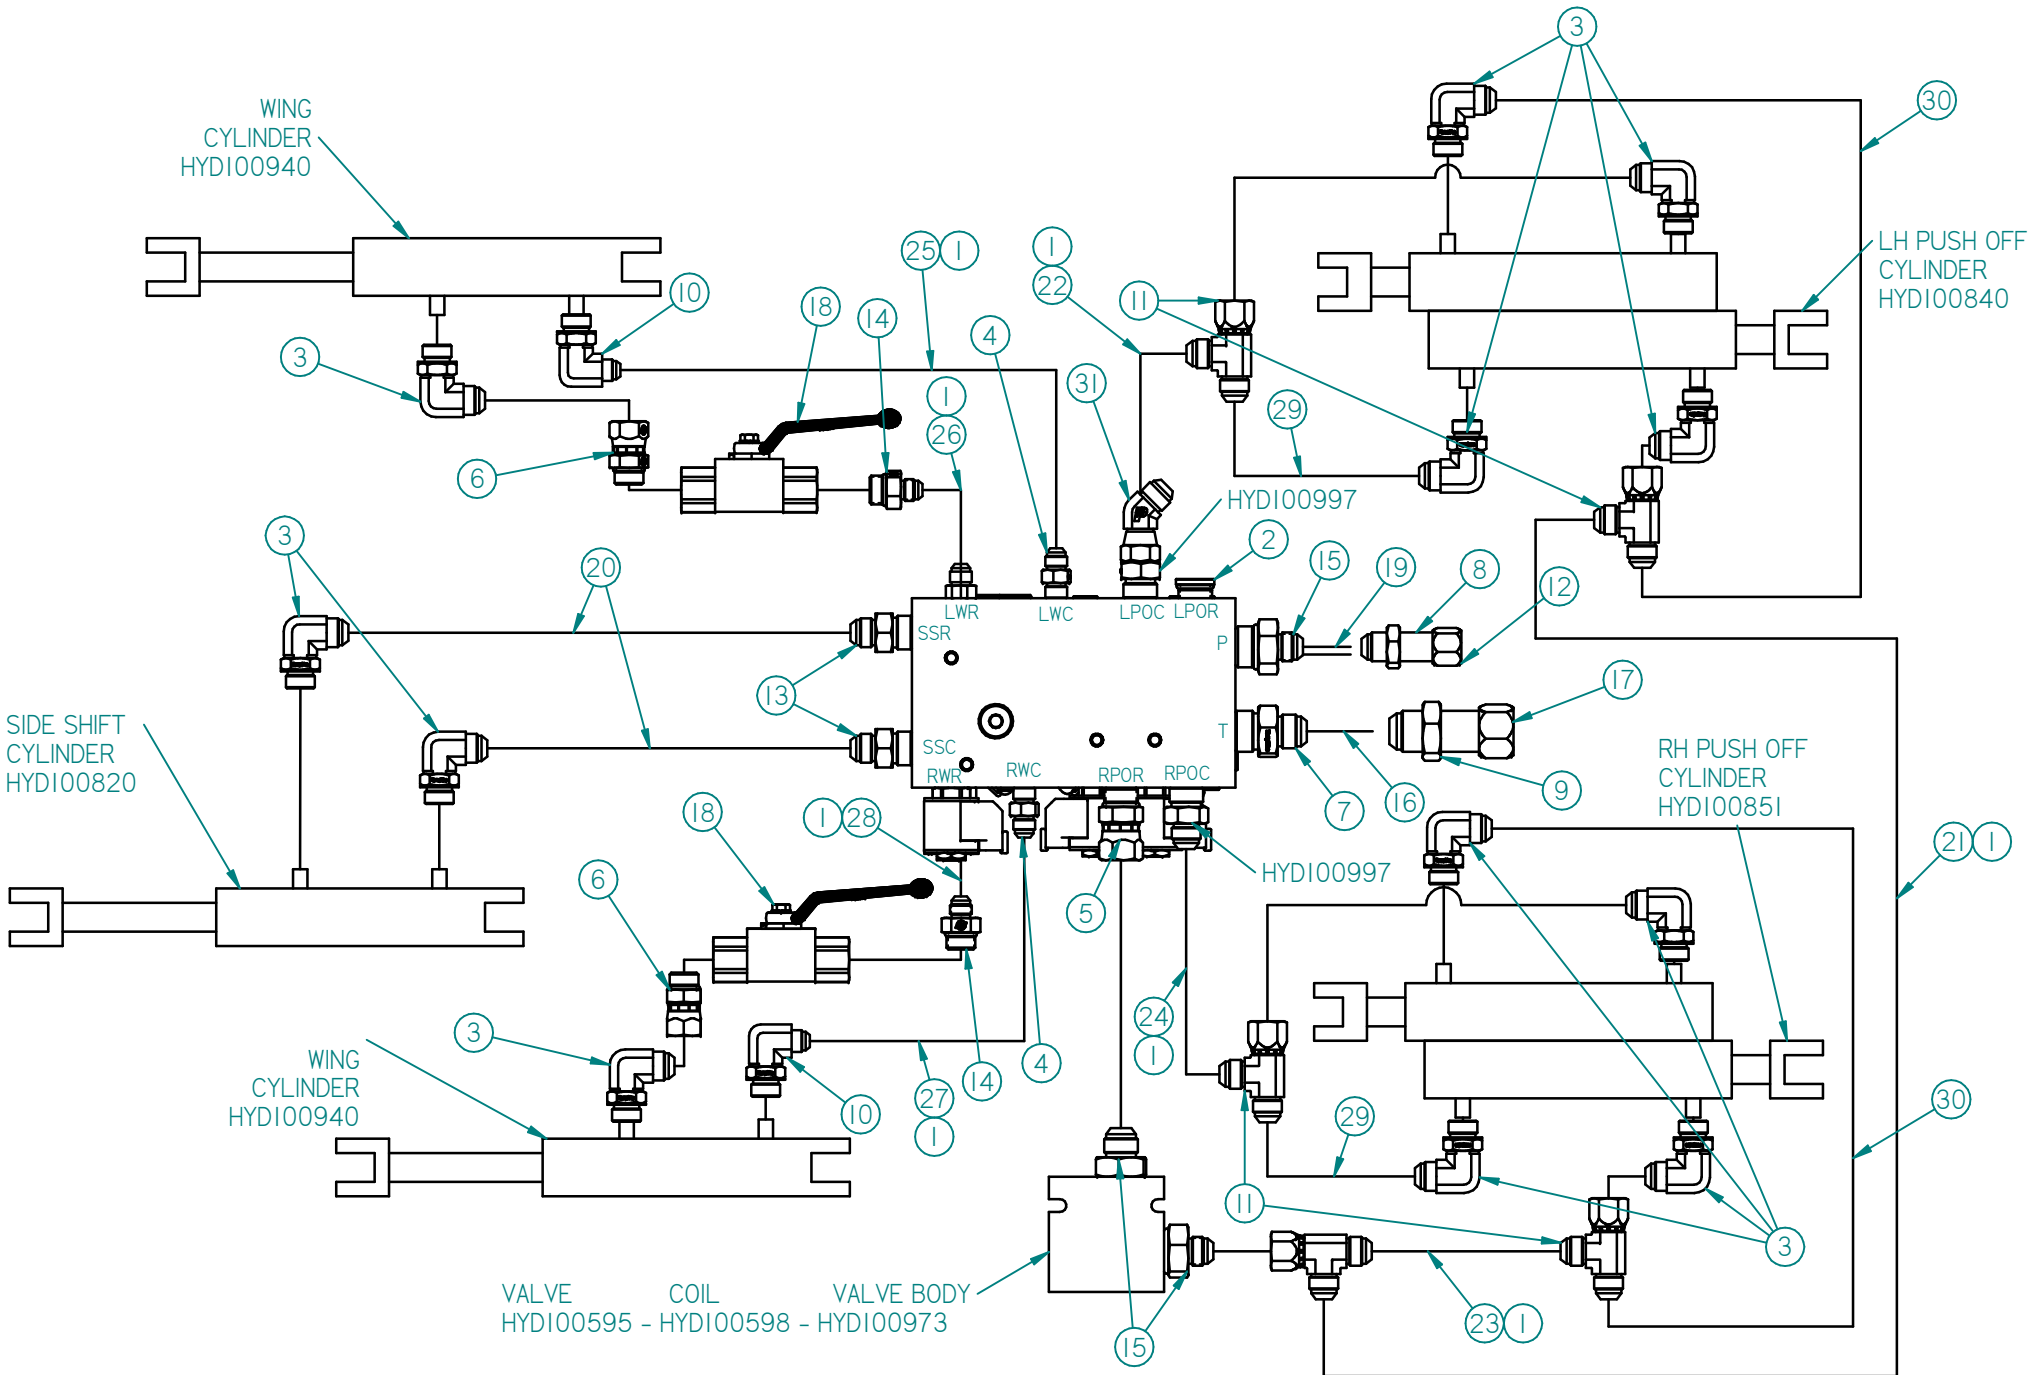 3
30
WING
CYLINDER
HYD100940
LH PUSH OFF
CYLINDER
HYD100840
25 1
1
22
11
10
18
14
4
3
31
1
26
29
6
HYD100997
2
3
20
15
19
8
12
LWR
LWC
LPOC
LPOR
SSR
P
13
17
SIDE SHIFT
CYLINDER
HYD100820
SSC
T
RWR
RWC
RPOR
RPOC
RH PUSH OFF
CYLINDER
HYD100851
18
1 28
7
16
9
21 1
HYD100997
6
5
3
24
1
WING
CYLINDER
HYD100940
14
4
27
1
10
29
30
11
3
VALVE COIL VALVE BODY
HYD100595 - HYD100598 - HYD100973
15
23 1